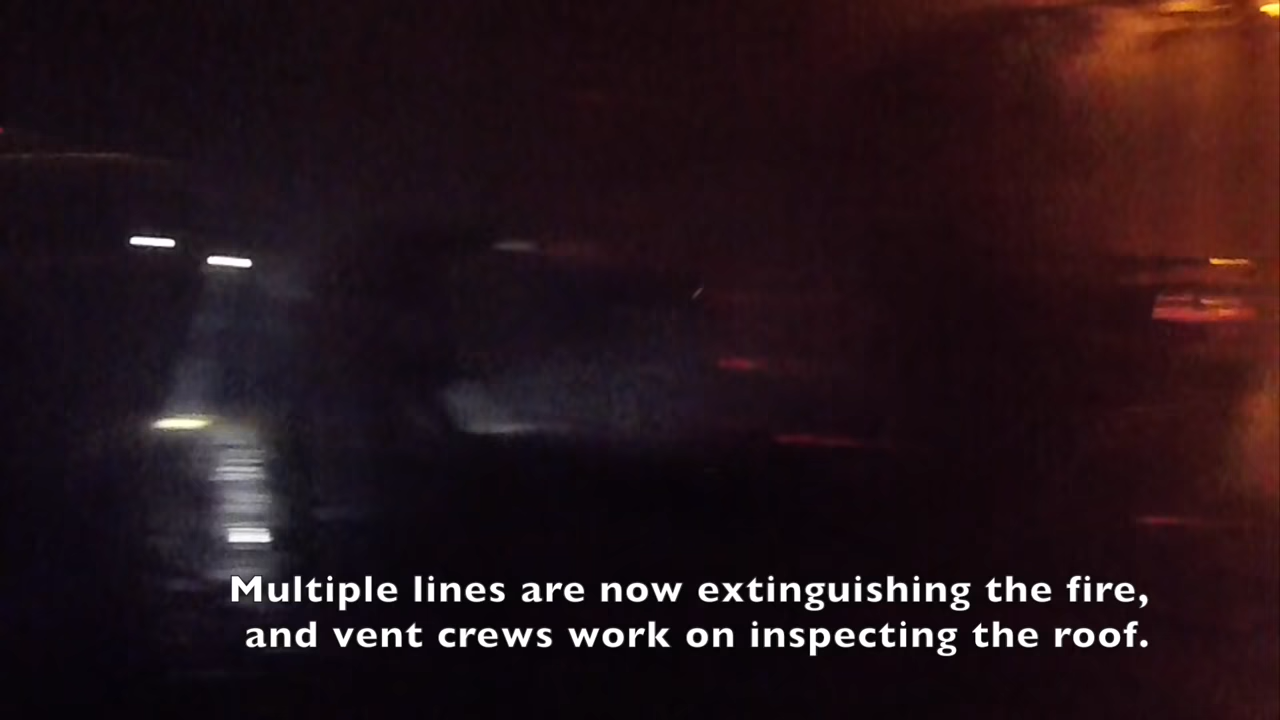 Multiple lines are now extinguishing the fire,
and vent crews work on inspecting the roof.